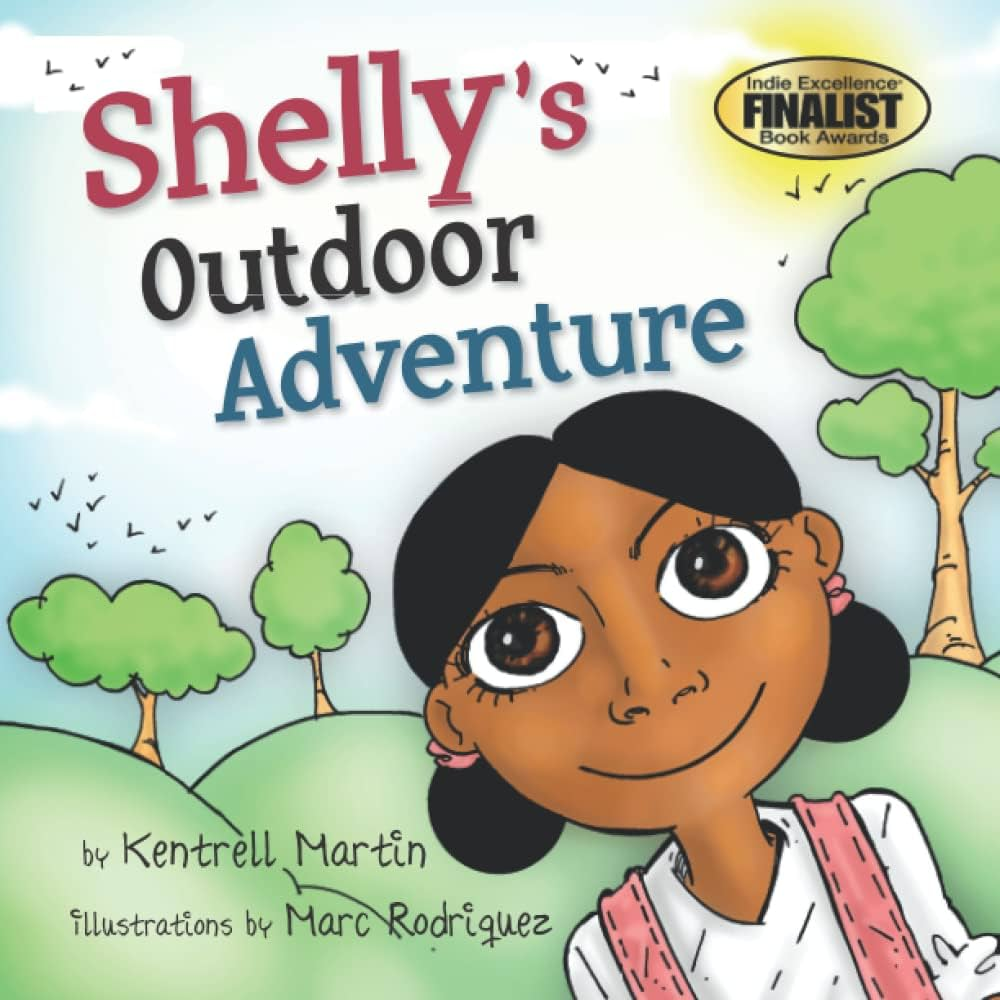 Shelly's
Outdoor
Adventure
Indie Excellence®
FINALIST
Book Awards
by Kentrell Martin
illustrations by Marc Rodriquez